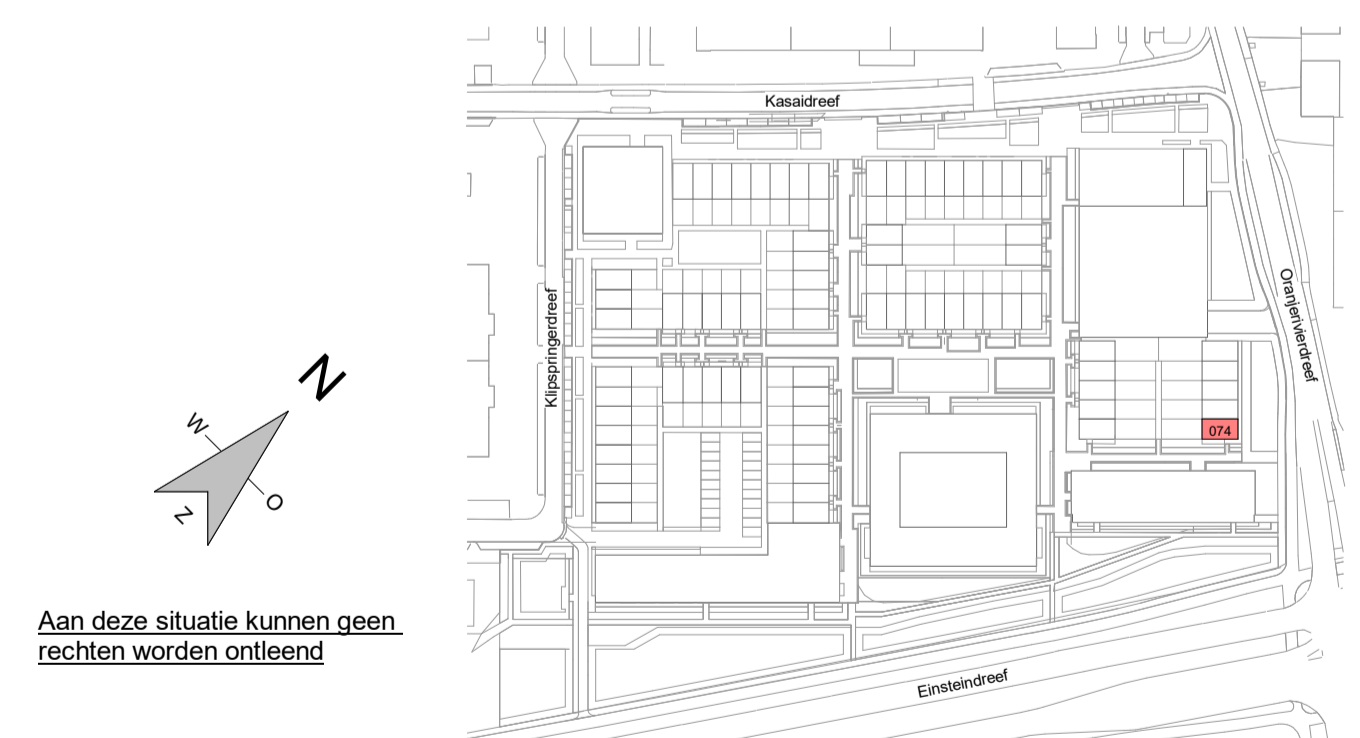 Kasaidreef
Klipspringerdreef
Oranjerivierdreef
074
N
W
O
Z
Aan deze situatie kunnen geen
rechten worden ontleend
Einsteindreef